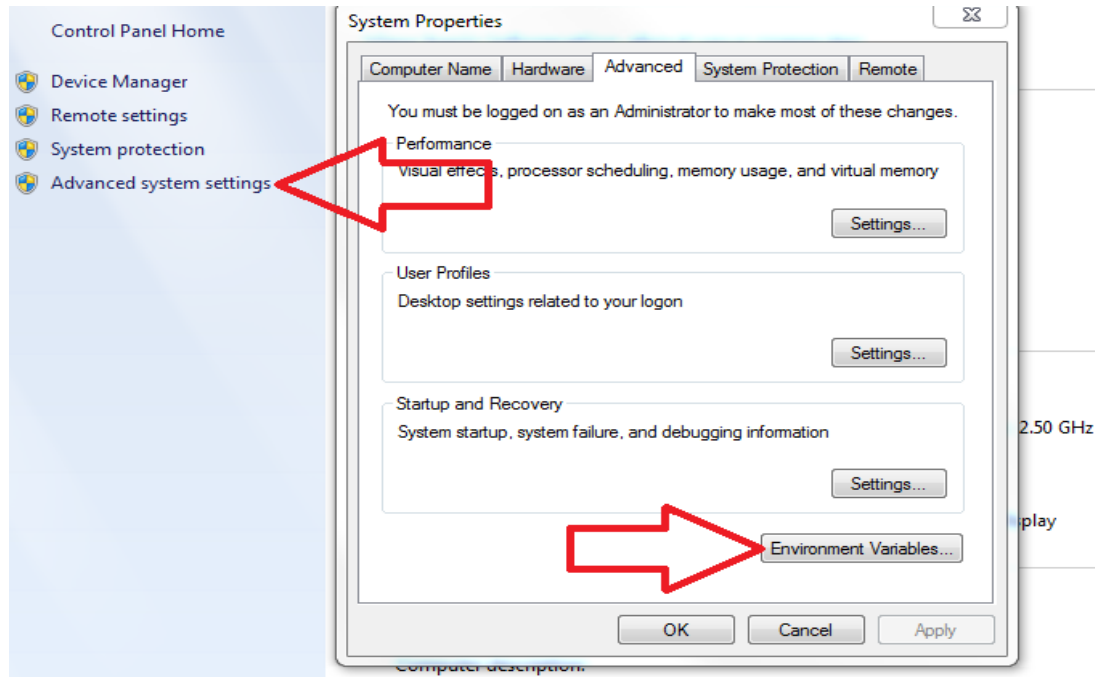 Control Panel Home
Device Manager
Remote settings
System protection
Advanced system settings
System Properties
Computer Name Hardware Advanced System Protection Remote
You must be logged on as an Administrator to make most of these changes.
Performance
Visual effects, processor scheduling, memory usage, and virtual memory
Settings...
User Profiles
Desktop settings related to your logon
Settings...
Startup and Recovery
System startup, system failure, and debugging information
Settings...
Environment Variables...
OK Cancel Apply
2.50 GHz
play
Computer description: